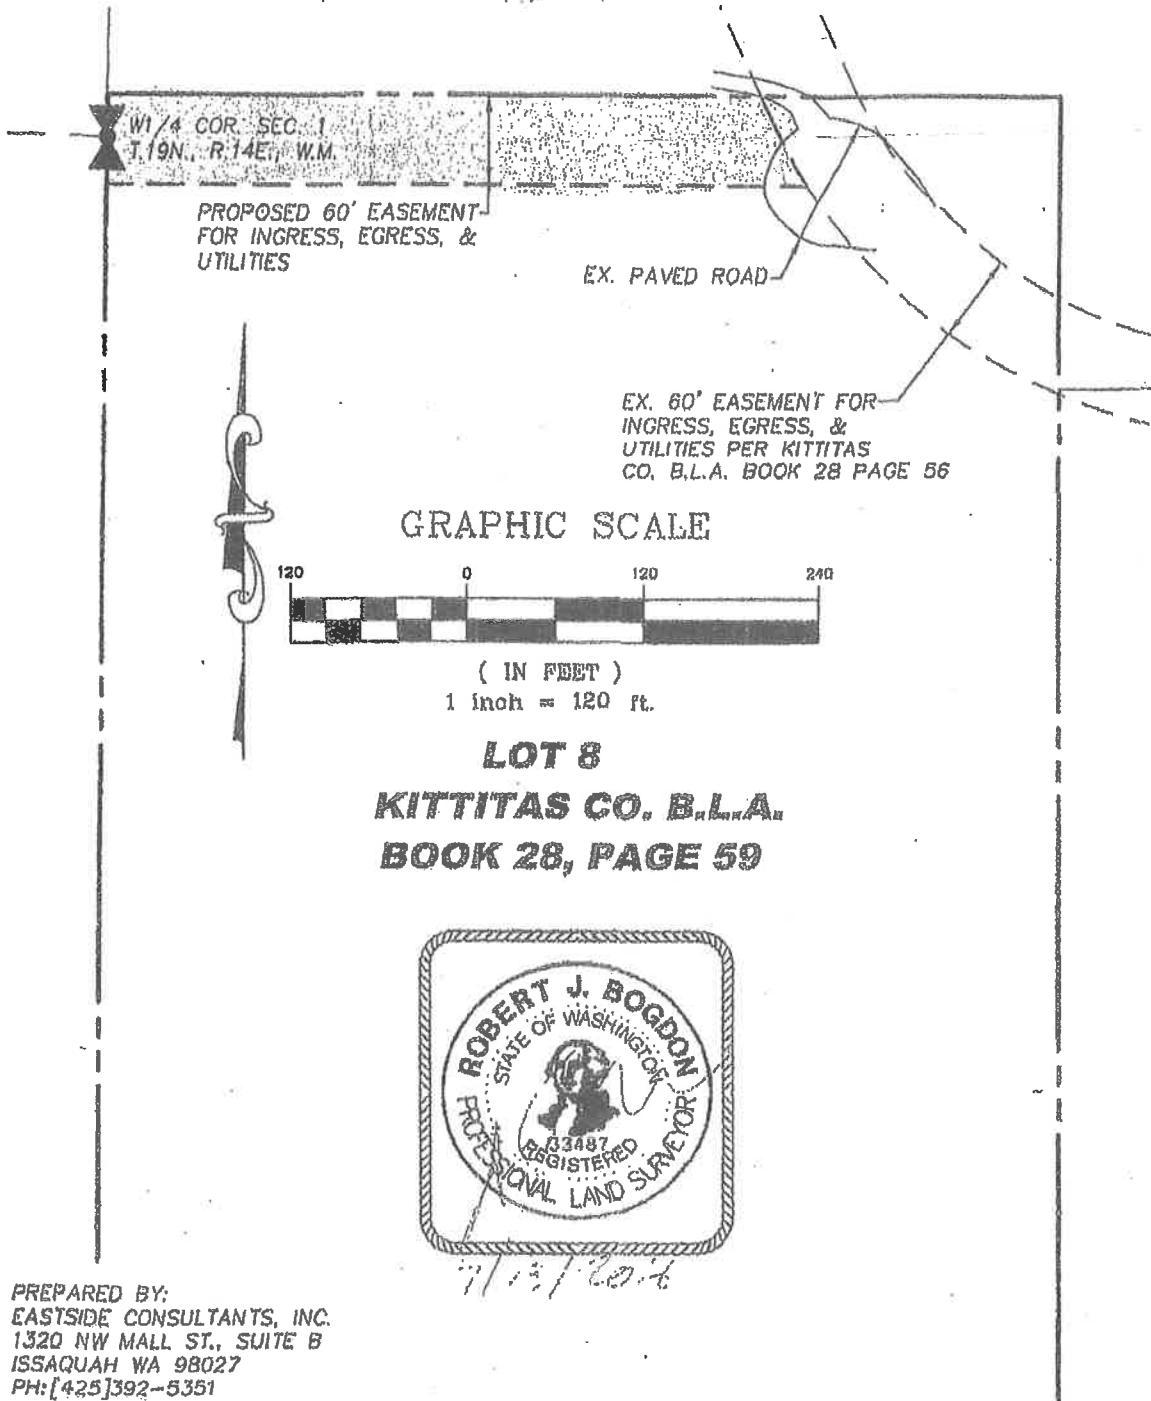 W1/4 COR. SEC. 1
T.19N., R.14E., W.M.
PROPOSED 60' EASEMENT
FOR INGRESS, EGRESS, &
UTILITIES
EX. PAVED ROAD
EX. 60' EASEMENT FOR
INGRESS, EGRESS, &
UTILITIES PER KITTITAS
CO. B.L.A. BOOK 28 PAGE 56
GRAPHIC SCALE
120 0 120 240
( IN FEET )
1 inch = 120 ft.
LOT 8
KITTITAS CO. B.L.A.
BOOK 28, PAGE 59
ROBERT J. BOGDON
STATE OF WASHINGTON
33487
REGISTERED
PROFESSIONAL LAND SURVEYOR
PREPARED BY:
EASTSIDE CONSULTANTS, INC.
1320 NW MALL ST., SUITE B
ISSAQUAH WA 98027
PH:[425]392-5351